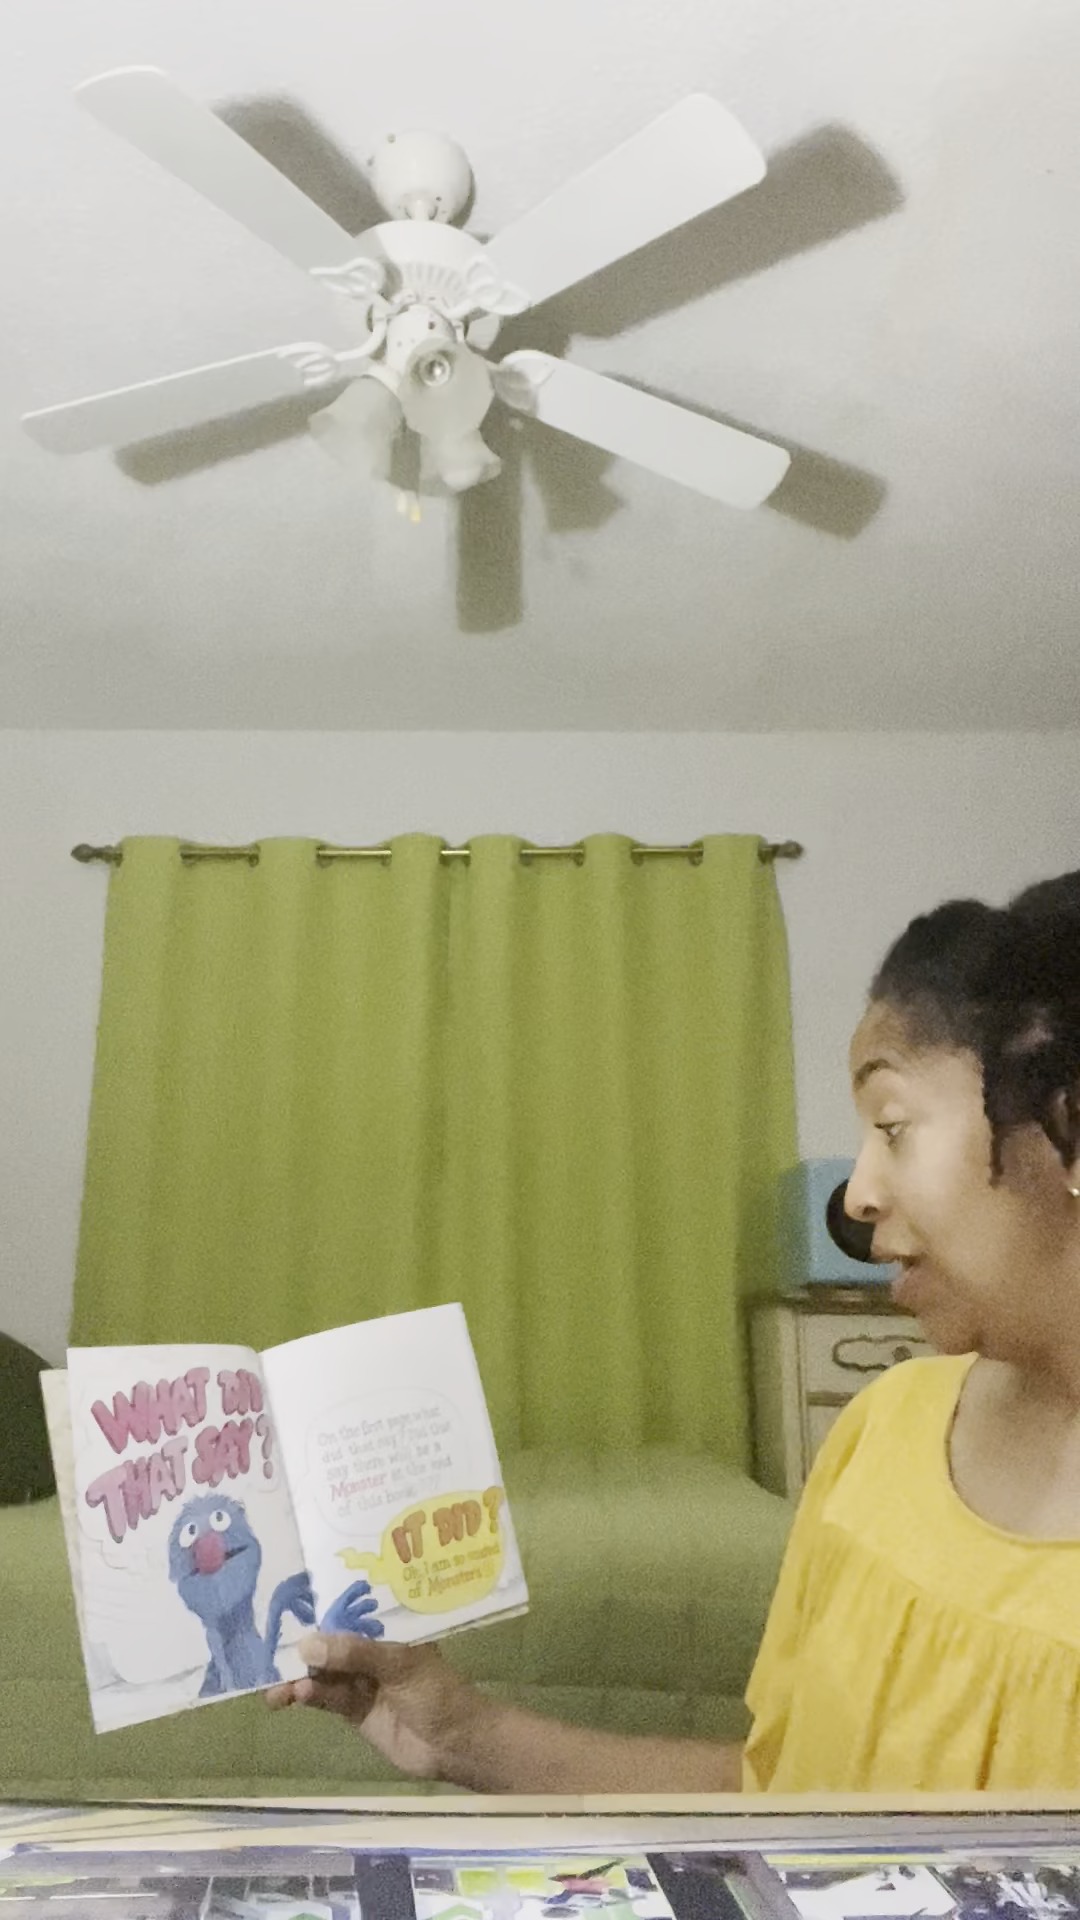 WHAT DID
THAT SAY?
On the first page, what
did that say? Did that
say there will be a
Monster at the end
of this book???
IT DID?
Oh, I am so scared
of Monsters!!!